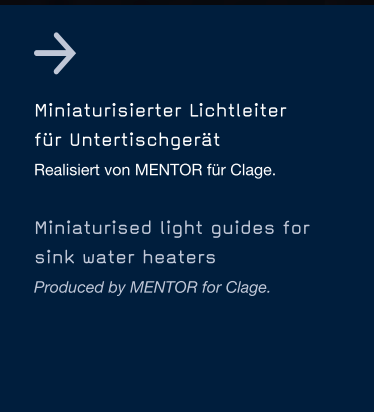 Miniaturisierter Lichtleiter
für Untertischgerät
Realisiert von MENTOR für Clage.
Miniaturised light guides for
sink water heaters
Produced by MENTOR for Clage.